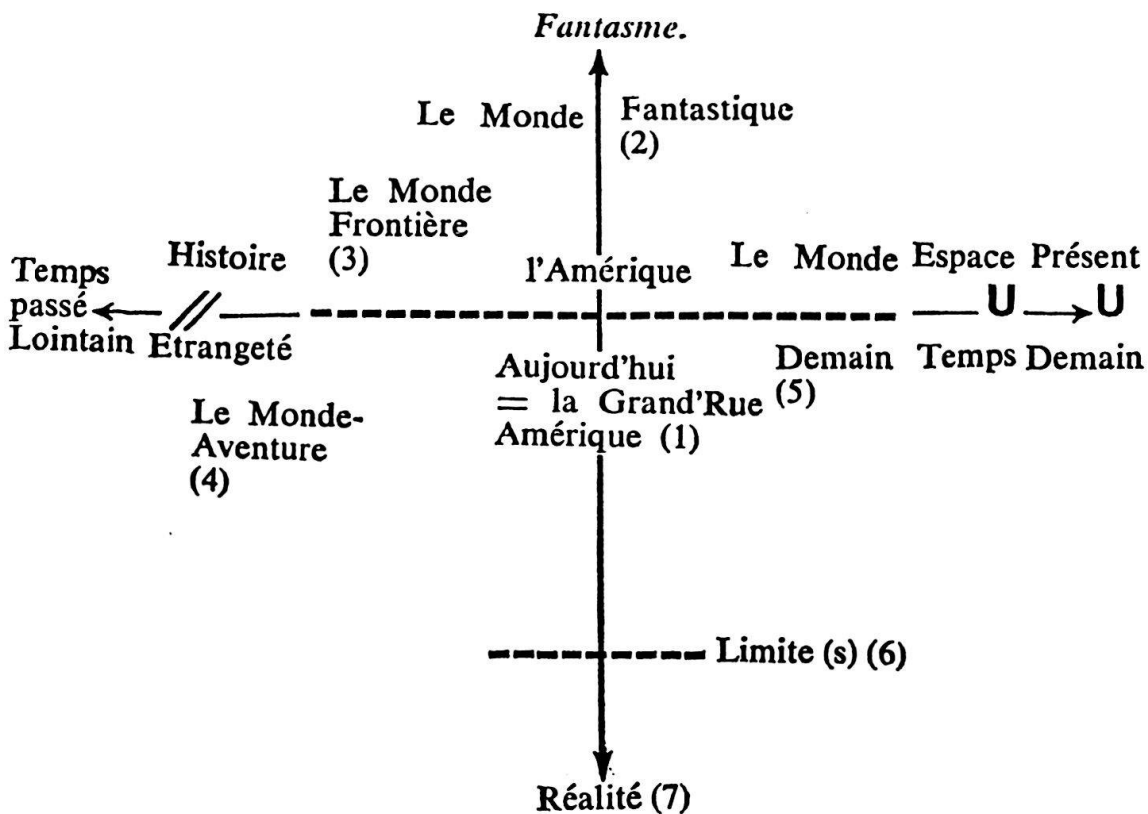 Fantasme.
Le Monde Fantastique
(2)
Le Monde
Frontière
(3)
Histoire
Temps
passé
Lointain
Etrangeté
l'Amérique
Le Monde
Demain
(5)
Espace
U
Temps
Présent
U
Demain
Aujourd'hui
= la Grand'Rue
Amérique (1)
Le Monde-
Aventure
(4)
Limite (s) (6)
Réalité (7)